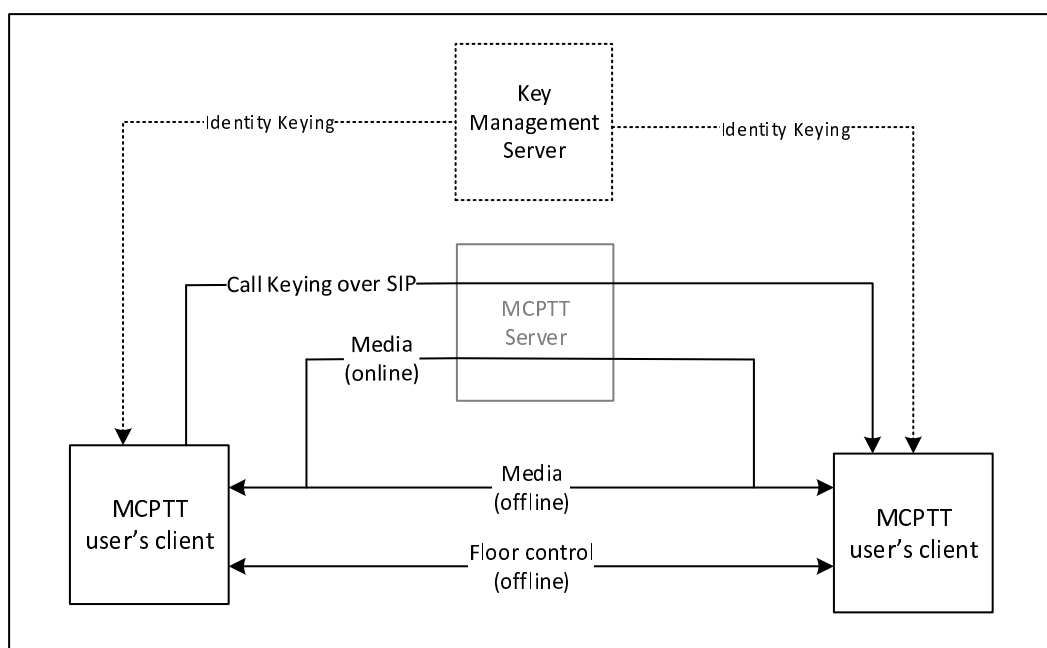 Key
Management
Server
Identity Keying
Identity Keying
Call Keying over SIP
MCPTT
Server
Media
(online)
Media
(offline)
MCPTT
user's client
MCPTT
user's client
Floor control
(offline)